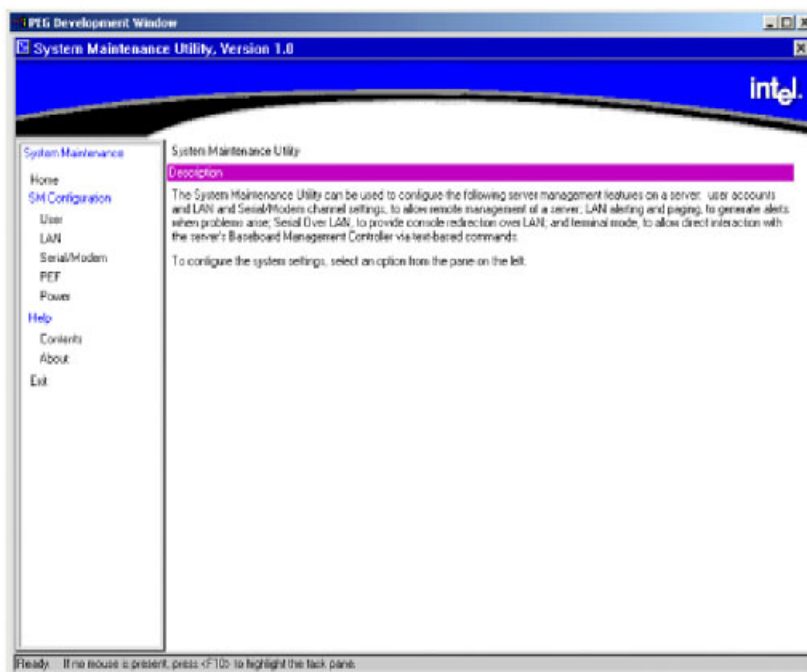 PEG Development Window
System Maintenance Utility, Version 1.0
intel.
System Maintenance
Home
SM Configuration
User
LAN
Serial/Modem
PEF
Power
Help
Contents
About
Exit
System Maintenance Utility
Description
The System Maintenance Utility can be used to configure the following server management features on a server: user accounts
and LAN and Serial/Modem channel settings, to allow remote management of a server; LAN alerting and paging, to generate alerts
when problems arise; Serial Over LAN, to provide console redirection over LAN; and terminal mode, to allow direct interaction with
the server's Baseboard Management Controller via text-based commands.
To configure the system settings, select an option from the pane on the left.
Ready If no mouse is present, press <F10> to highlight the task pane.